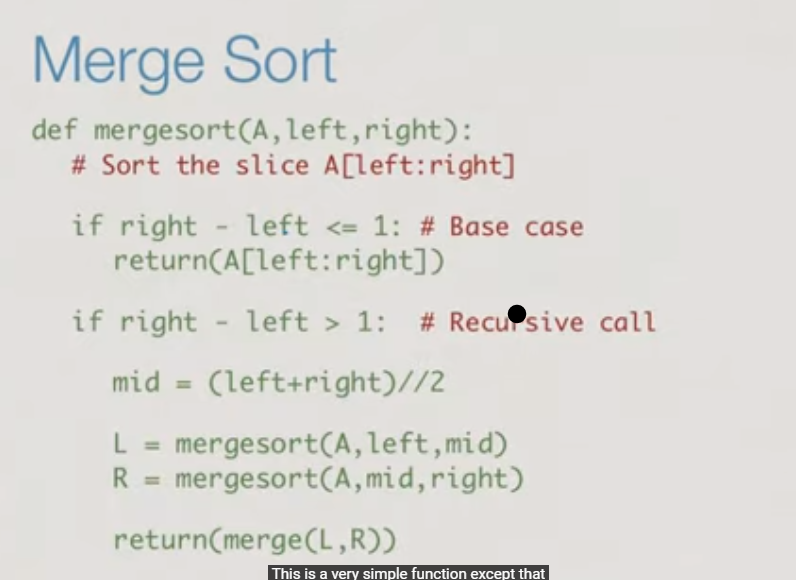 Merge Sort
def mergesort(A,left,right):
# Sort the slice A[left:right]
if right - left <= 1: # Base case
return(A[left:right])
if right - left > 1: # Recursive call
mid = (left+right)//2
L = mergesort(A,left,mid)
R = mergesort(A,mid,right)
return(merge(L,R))
This is a very simple function except that